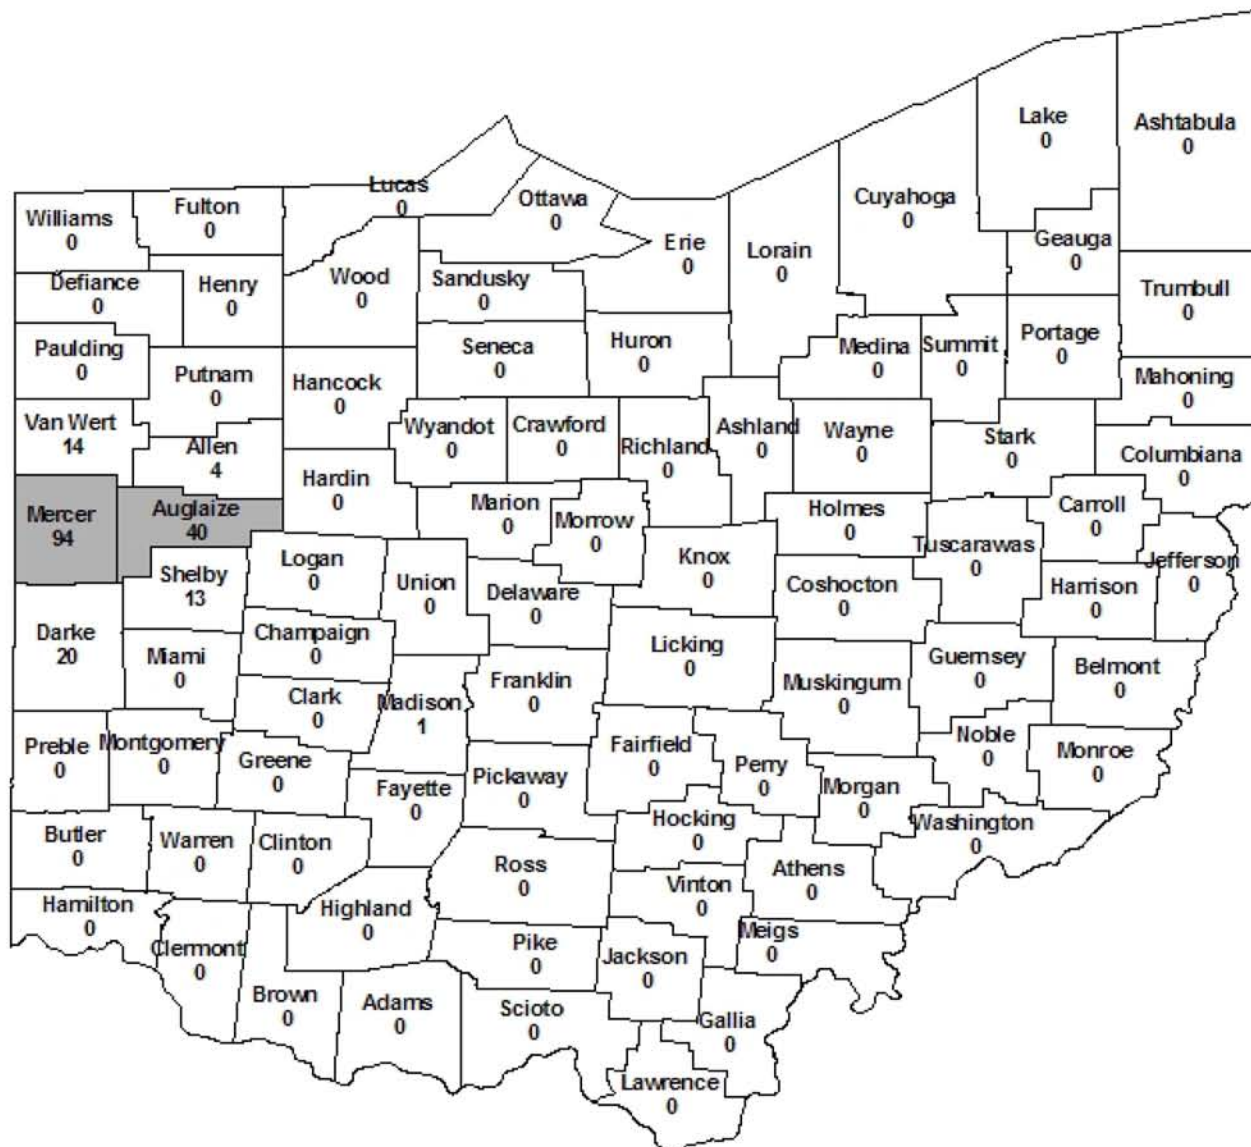 Lake
0
Ashtabula
0
Lucas
0
Ottawa
0
Cuyahoga
0
Williams
0
Fulton
0
Erie
0
Lorain
0
Geauga
0
Defiance
0
Henry
0
Wood
0
Sandusky
0
Trumbull
0
Paulding
0
Putnam
0
Hancock
0
Seneca
0
Huron
0
Medina
0
Summit
0
Portage
0
Mahoning
0
Van Wert
14
Allen
4
Wyandot
0
Crawford
0
Richland
0
Ashland
0
Wayne
0
Stark
0
Columbiana
0
Mercer
94
Auglaize
40
Hardin
0
Marion
0
Morrow
0
Holmes
0
Carroll
0
Tuscarawas
0
Jefferson
0
Shelby
13
Logan
0
Union
0
Delaware
0
Knox
0
Coshocton
0
Harrison
0
Darke
20
Miami
0
Champaign
0
Licking
0
Guernsey
0
Belmont
0
Clark
0
Madison
1
Franklin
0
Muskingum
0
Preble
0
Montgomery
0
Greene
0
Fayette
0
Pickaway
0
Fairfield
0
Perry
0
Morgan
0
Noble
0
Monroe
0
Butler
0
Warren
0
Clinton
0
Hocking
0
Washington
0
Ross
0
Vinton
0
Athens
0
Hamilton
0
Highland
0
Clermont
0
Pike
0
Jackson
0
Meigs
0
Brown
0
Adams
0
Scioto
0
Gallia
0
Lawrence
0